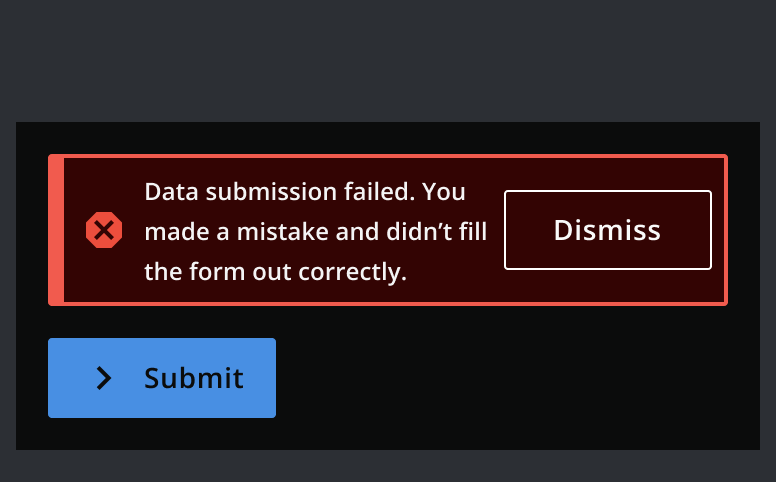 Data submission failed. You
made a mistake and didn’t fill
the form out correctly.
Dismiss
Submit